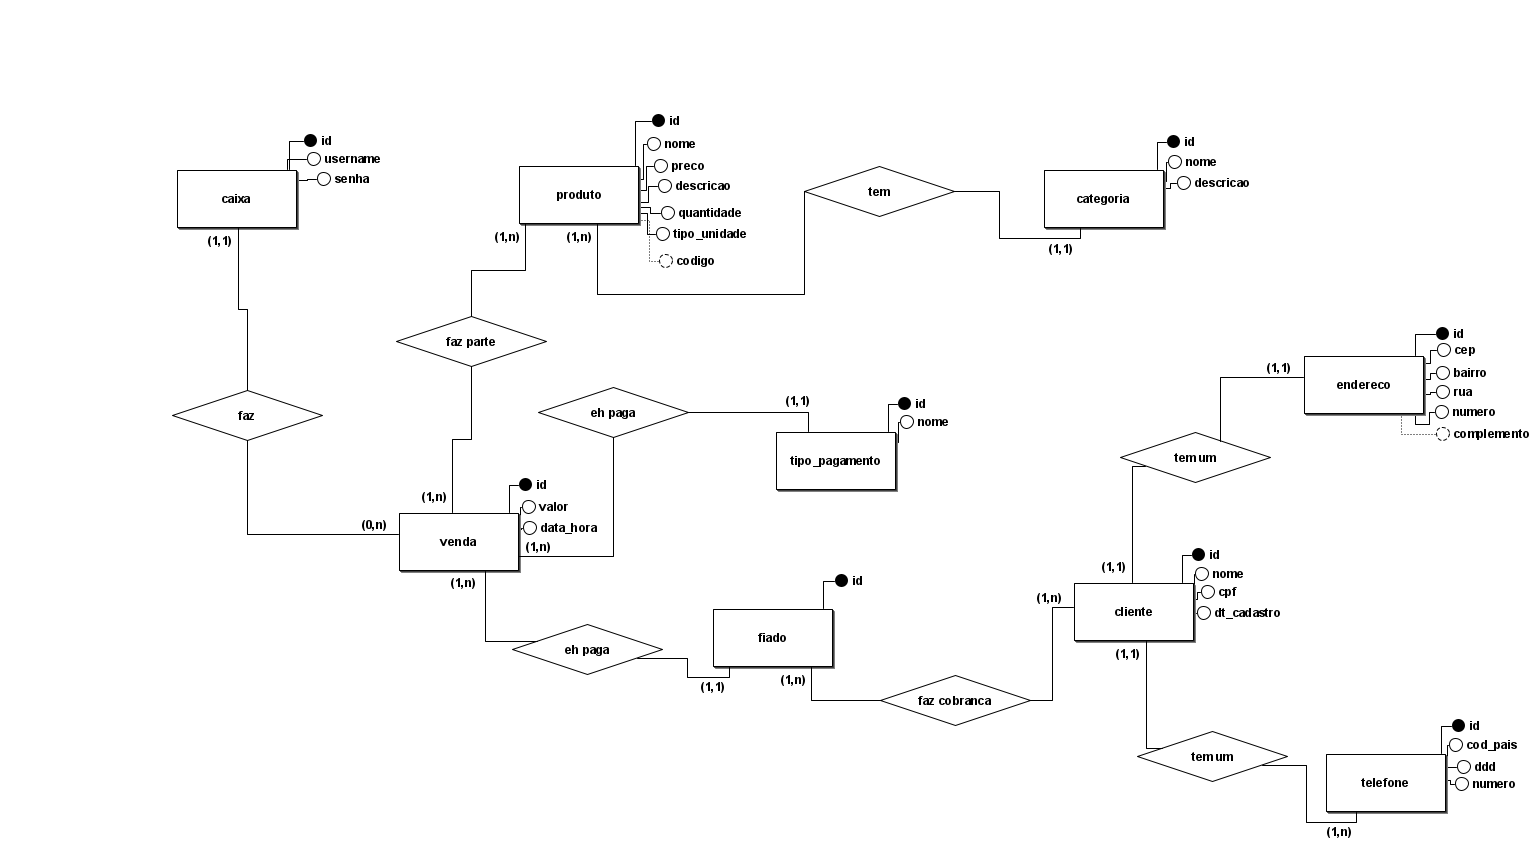 caixa
id
username
senha
(1,1)
produto
id
nome
preco
descricao
quantidade
tipo_unidade
codigo
(1,n)
(1,n)
tem
categoria
id
nome
descricao
(1,1)
faz parte
faz
eh paga
(1,1)
tipo_pagamento
id
nome
endereco
id
cep
bairro
rua
numero
complemento
(1,1)
tem um
(1,n)
(0,n)
venda
id
valor
data_hora
(1,n)
(1,n)
eh paga
(1,1)
fiado
id
(1,n)
faz cobranca
(1,n)
(1,1)
cliente
id
nome
cpf
dt_cadastro
(1,1)
tem um
telefone
id
cod_pais
ddd
numero
(1,n)